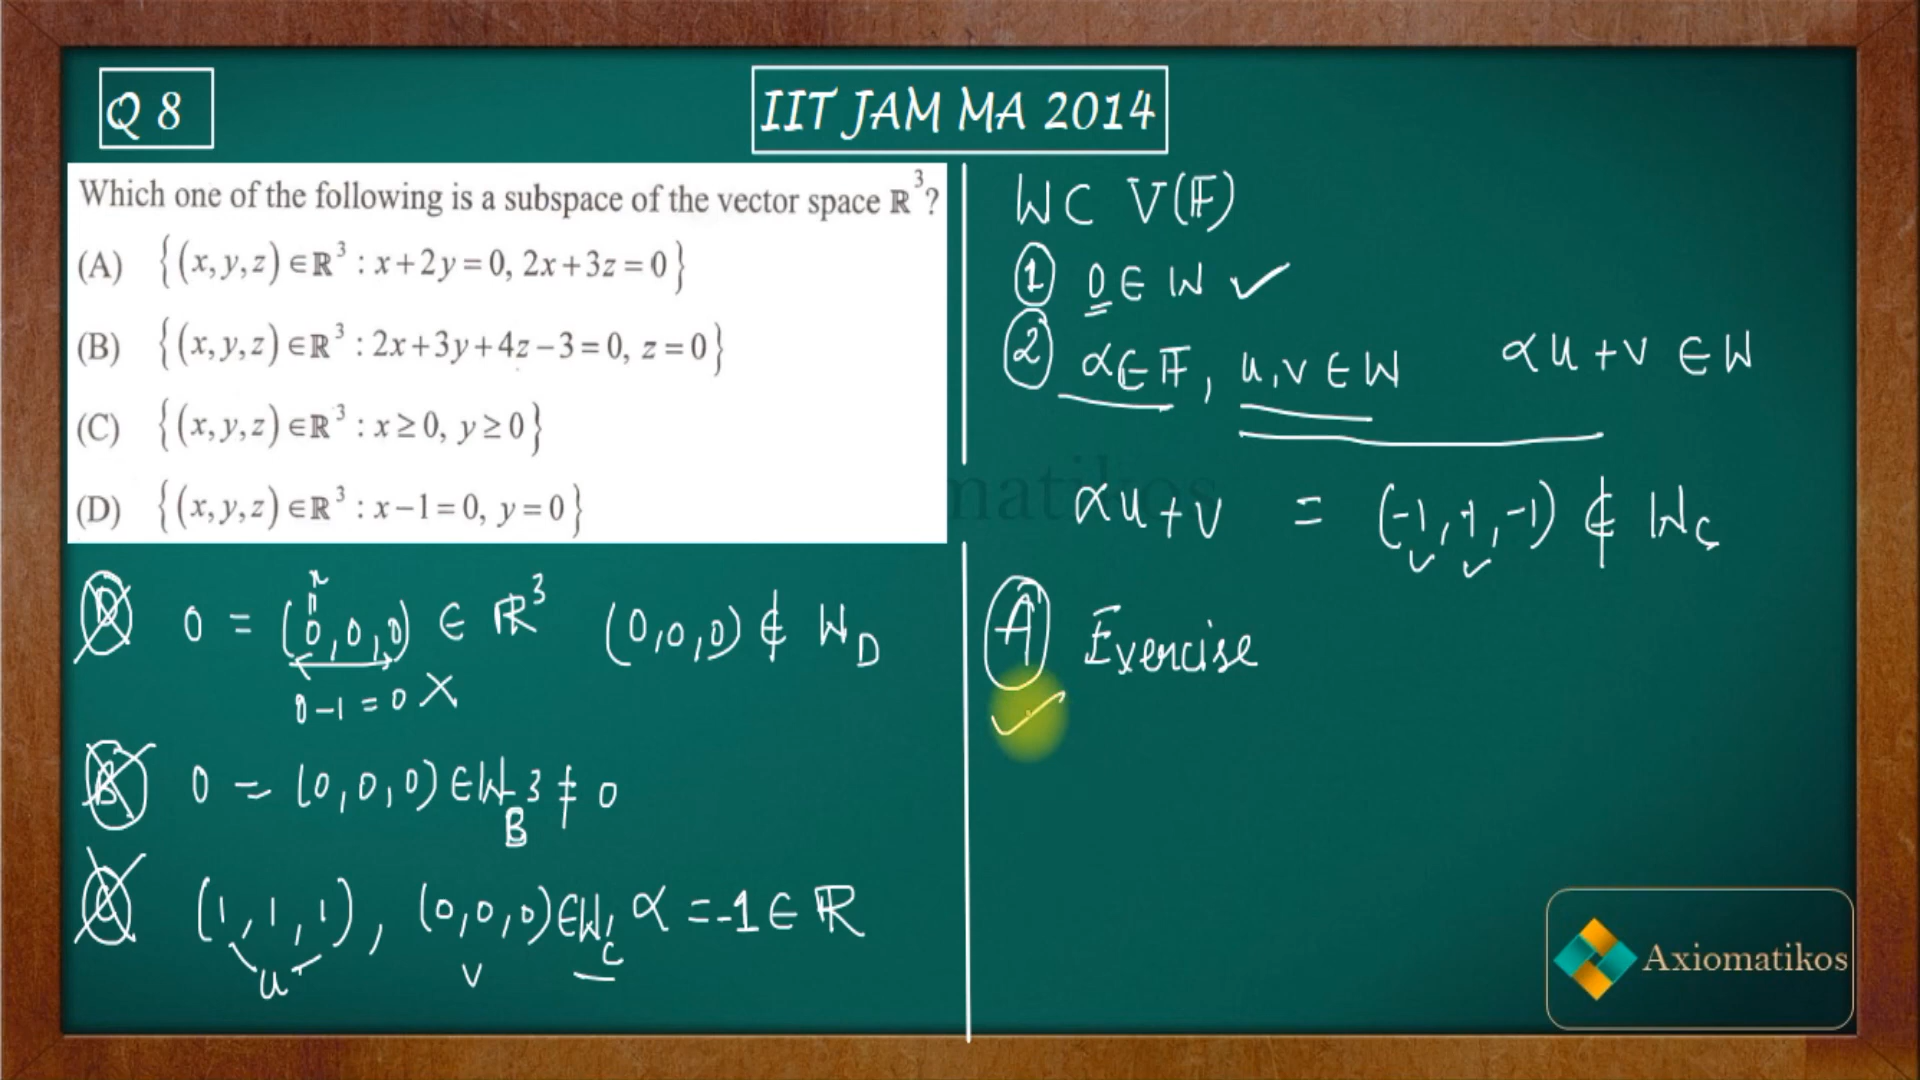 Q 8
IIT JAM MA 2014
Which one of the following is a subspace of the vector space ℝ³?
(A) {(x, y, z) ∈ ℝ³ : x + 2y = 0, 2x + 3z = 0}
(B) {(x, y, z) ∈ ℝ³ : 2x + 3y + 4z − 3 = 0, z = 0}
(C) {(x, y, z) ∈ ℝ³ : x ≥ 0, y ≥ 0}
(D) {(x, y, z) ∈ ℝ³ : x − 1 = 0, y = 0}
D 0 = (0, 0, 0) ∈ ℝ³ (0, 0, 0) ∉ W_D
0 − 1 = 0 ✗
B 0 = (0, 0, 0) ∈ W_B −3 ≠ 0
C (1, 1, 1), (0, 0, 0) ∈ W_C, α = −1 ∈ ℝ
u v
W ⊂ V(𝔽)
① 0 ∈ W ✓
② α ∈ 𝔽, u, v ∈ W αu + v ∈ W
αu + v = (−1, −1, −1) ∉ W_C
A Exercise
✓
Axiomatikos